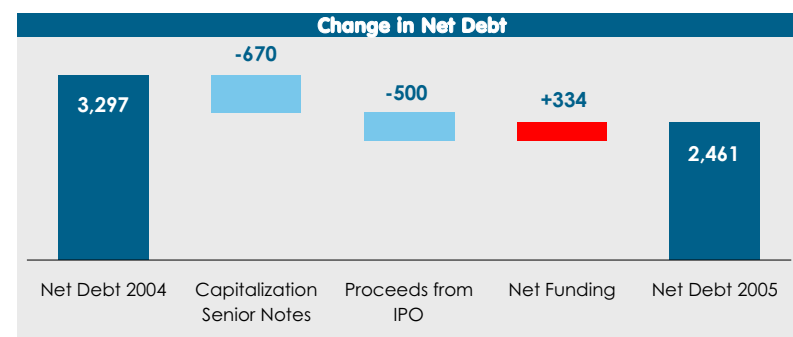 Change in Net Debt
-670
-500
+334
3,297
2,461
Net Debt 2004
Capitalization
Senior Notes
Proceeds from
IPO
Net Funding
Net Debt 2005